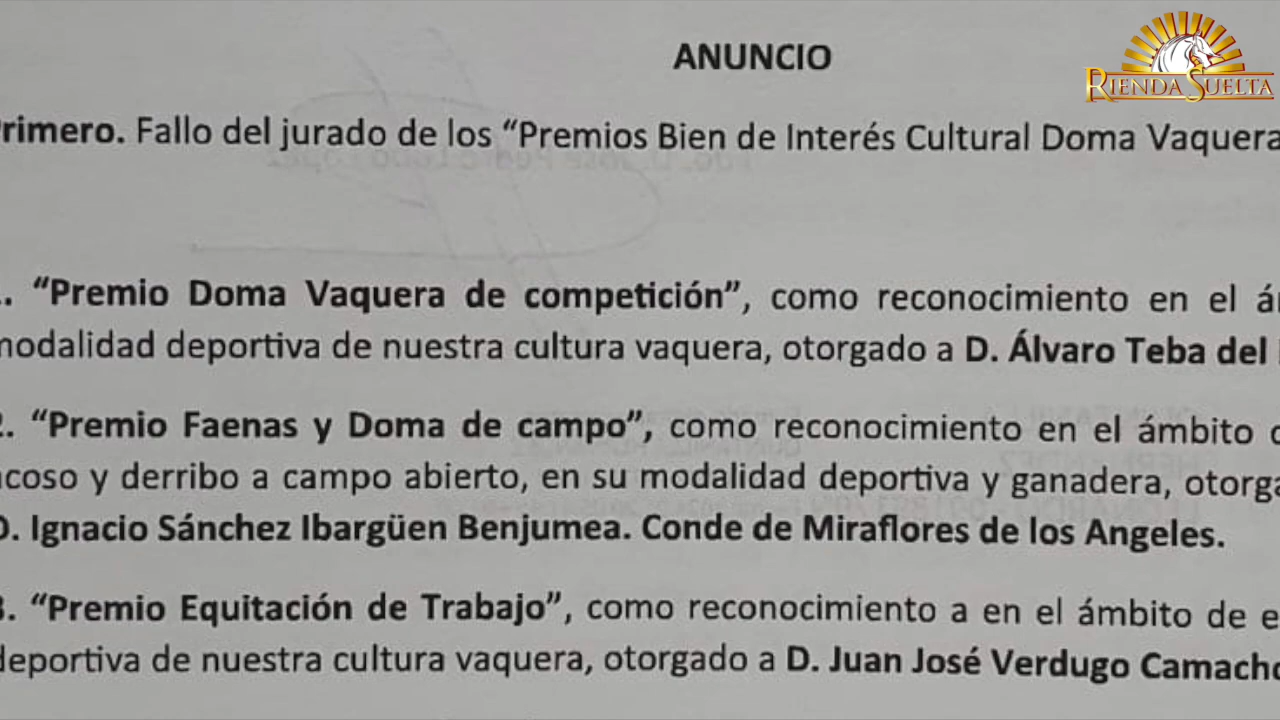 ANUNCIO
RIENDA SUELTA
Primero. Fallo del jurado de los “Premios Bien de Interés Cultural Doma Vaquera
1. “Premio Doma Vaquera de competición”, como reconocimiento en el
modalidad deportiva de nuestra cultura vaquera, otorgado a D. Álvaro Teba del
2. “Premio Faenas y Doma de campo”, como reconocimiento en el ámbito
acoso y derribo a campo abierto, en su modalidad deportiva y ganadera,
D. Ignacio Sánchez Ibargüen Benjumea. Conde de Miraflores de los Angeles.
3. “Premio Equitación de Trabajo”, como reconocimiento a en el ámbito de
deportiva de nuestra cultura vaquera, otorgado a D. Juan José Verdugo Camacho